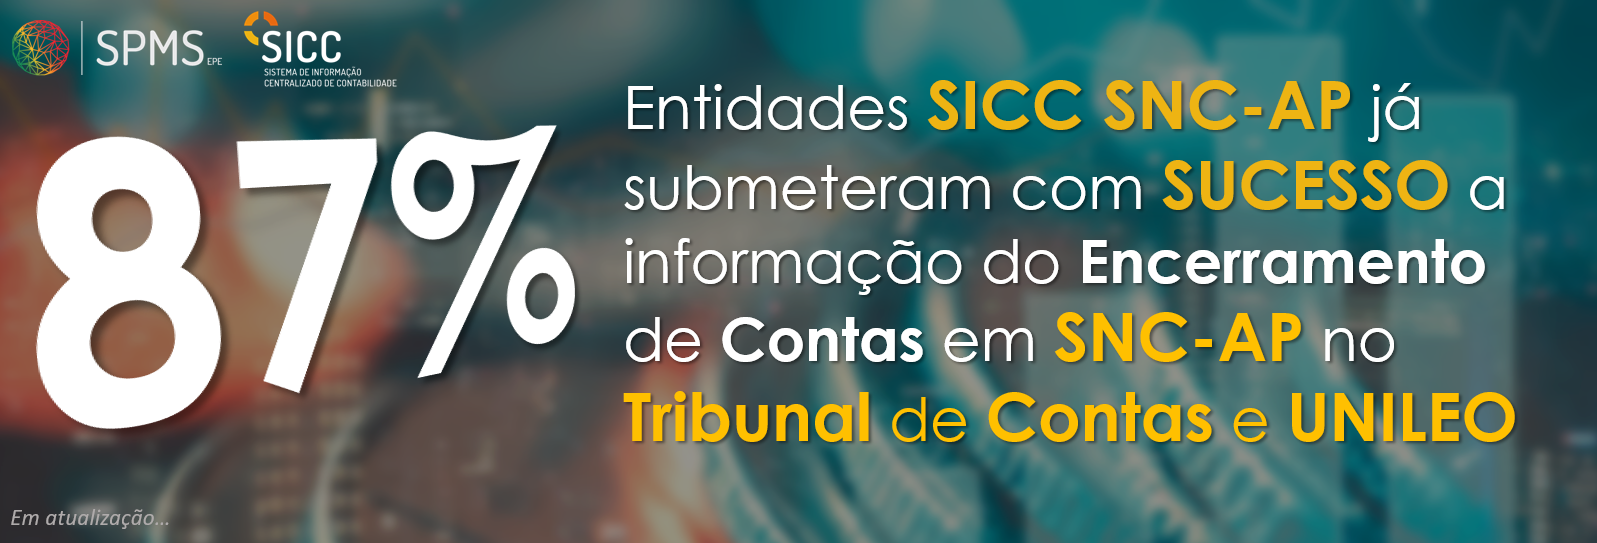 SPMS EPE
SICC
SISTEMA DE INFORMAÇÃO
CENTRALIZADO DE CONTABILIDADE
87%
Entidades SICC SNC-AP já
submeteram com SUCESSO a
informação do Encerramento
de Contas em SNC-AP no
Tribunal de Contas e UNILEO
Em atualização...